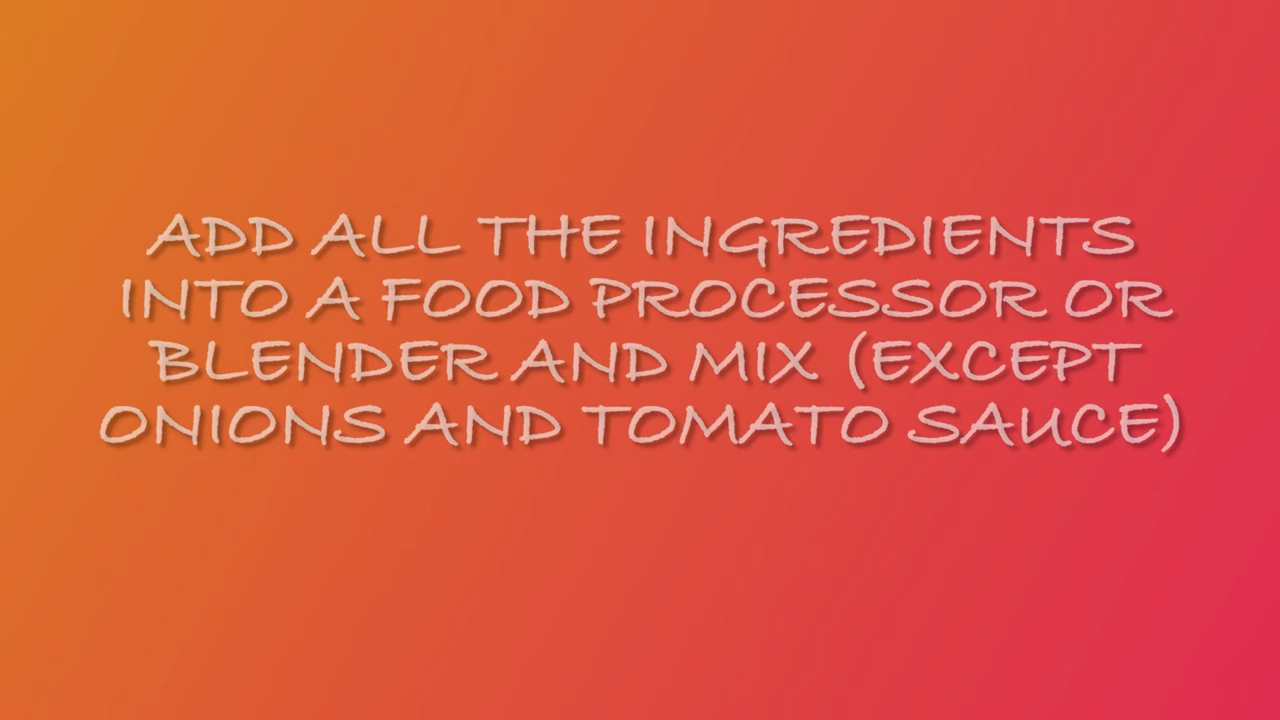 ADD ALL THE INGREDIENTS
INTO A FOOD PROCESSOR OR
BLENDER AND MIX (EXCEPT
ONIONS AND TOMATO SAUCE)